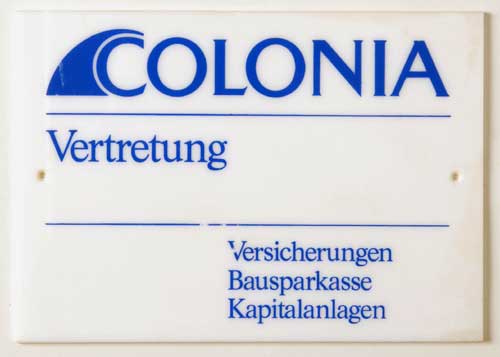 COLONIA
Vertretung
Versicherungen
Bausparkasse
Kapitalanlagen